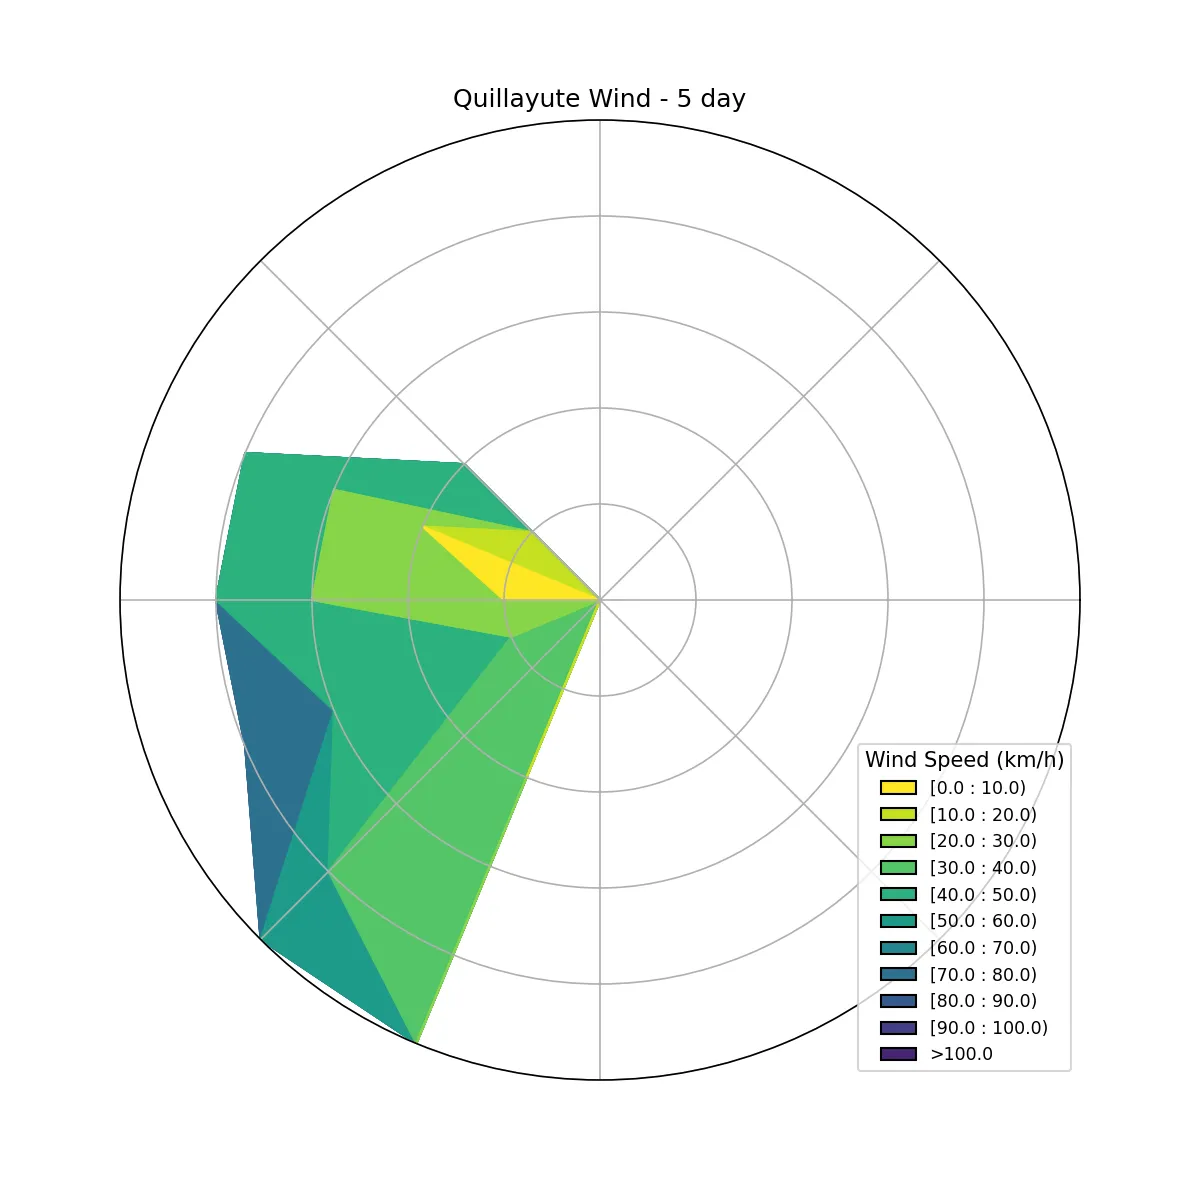 Quillayute Wind - 5 day
Wind Speed (km/h)
[0.0 : 10.0)
[10.0 : 20.0)
[20.0 : 30.0)
[30.0 : 40.0)
[40.0 : 50.0)
[50.0 : 60.0)
[60.0 : 70.0)
[70.0 : 80.0)
[80.0 : 90.0)
[90.0 : 100.0)
>100.0